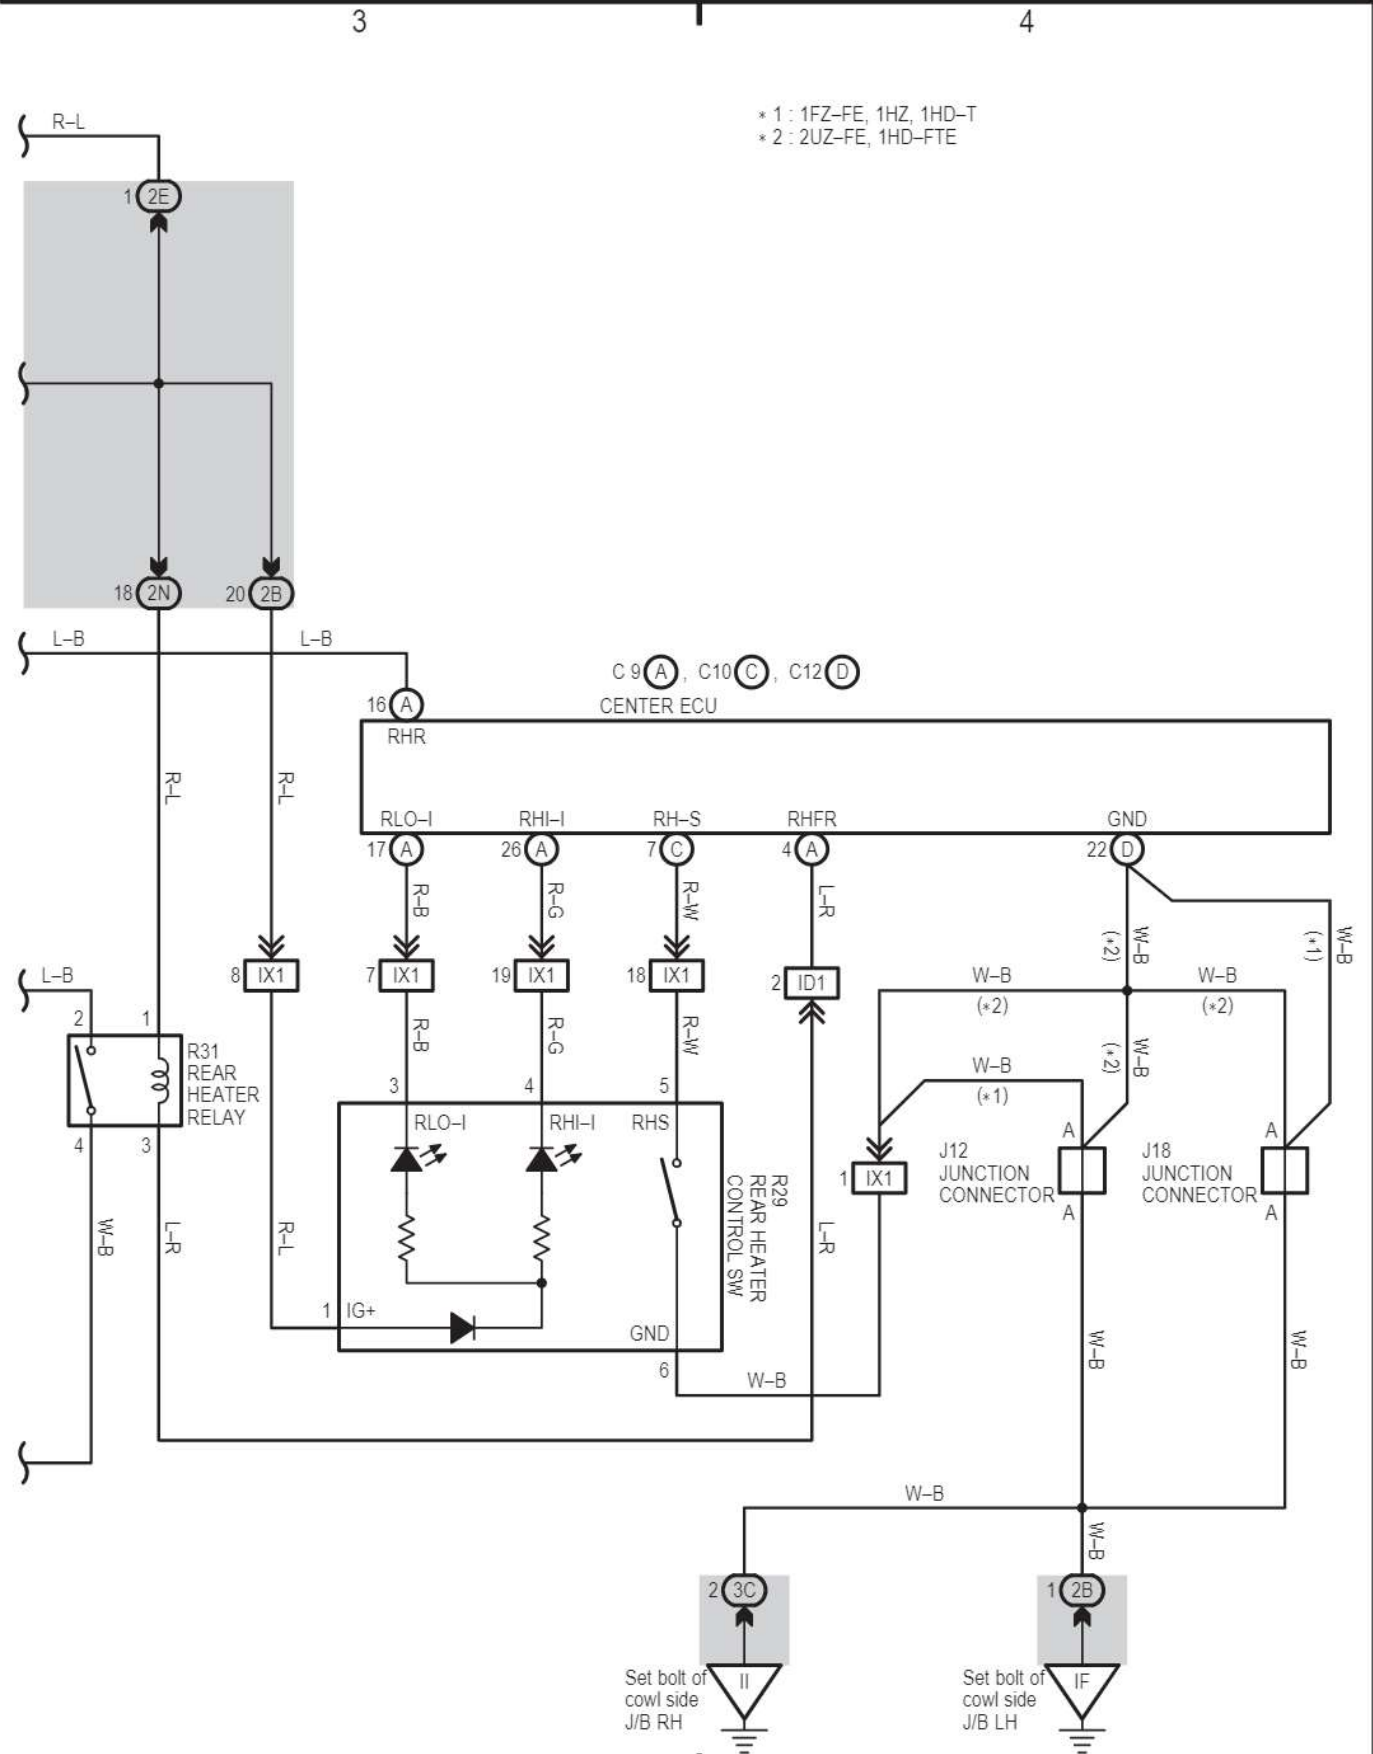 3
4
* 1 : 1FZ–FE, 1HZ, 1HD–T
* 2 : 2UZ–FE, 1HD–FTE
R–L
1 2E
18 2N
20 2B
L–B
L–B
C 9 A , C10 C , C12 D
CENTER ECU
16 A
RHR
R–L
R–L
RLO–I
RHI–I
RH–S
RHFR
GND
17 A
26 A
7 C
4 A
22 D
R–B
R–G
R–W
L–R
W–B
(*2)
W–B
(*1)
L–B
8 IX1
7 IX1
19 IX1
18 IX1
2 ID1
W–B
(*2)
W–B
(*2)
2
1
R31
REAR
HEATER
RELAY
4
3
R–B
R–G
R–W
W–B
(*2)
W–B
(*1)
3
4
5
RLO–I
RHI–I
RHS
R29
REAR HEATER
CONTROL SW
1 IX1
A
J12
JUNCTION
CONNECTOR
A
A
J18
JUNCTION
CONNECTOR
A
W–B
L–R
R–L
L–R
1 IG+
GND
6
W–B
W–B
W–B
W–B
W–B
2 3C
1 2B
Set bolt of
cowl side
J/B RH
II
Set bolt of
cowl side
J/B LH
IF